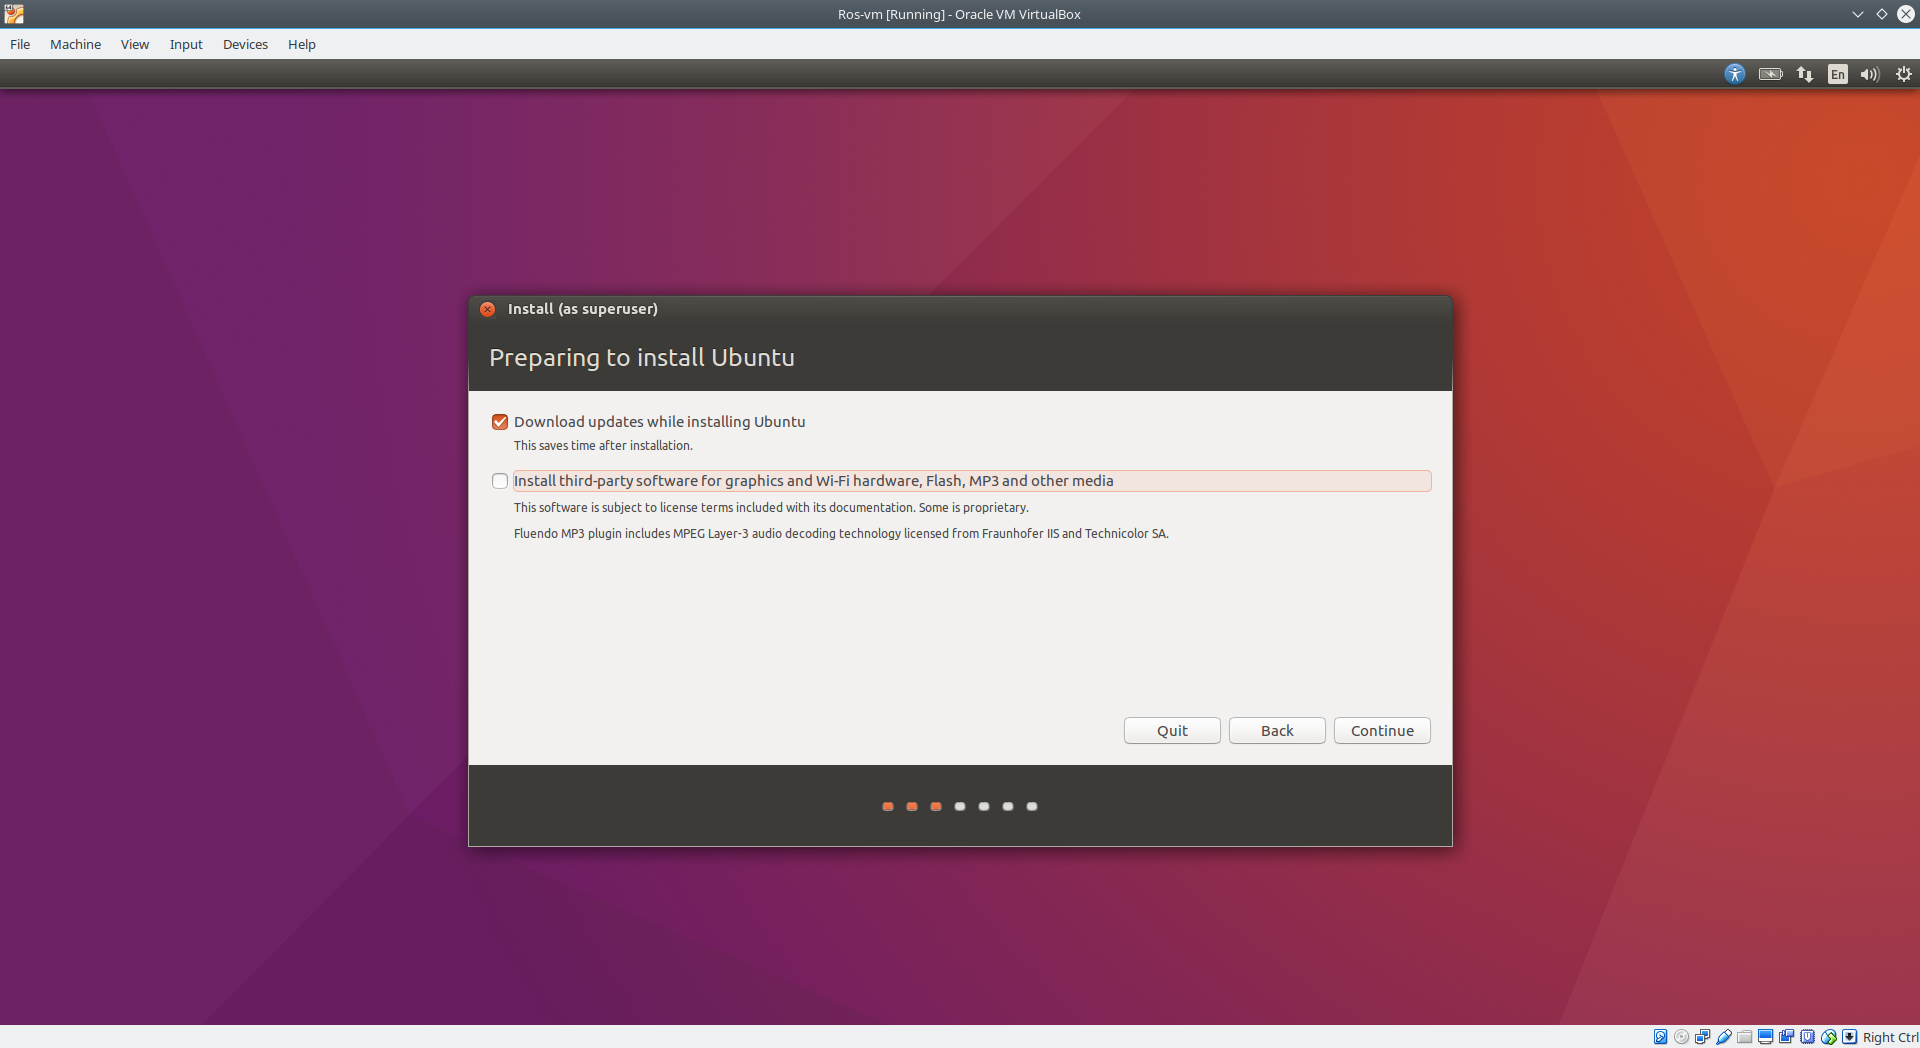 Ros-vm [Running] - Oracle VM VirtualBox
File Machine View Input Devices Help
En
Install (as superuser)
Preparing to install Ubuntu
Download updates while installing Ubuntu
This saves time after installation.
Install third-party software for graphics and Wi-Fi hardware, Flash, MP3 and other media
This software is subject to license terms included with its documentation. Some is proprietary.
Fluendo MP3 plugin includes MPEG Layer-3 audio decoding technology licensed from Fraunhofer IIS and Technicolor SA.
Quit Back Continue
Right Ctrl